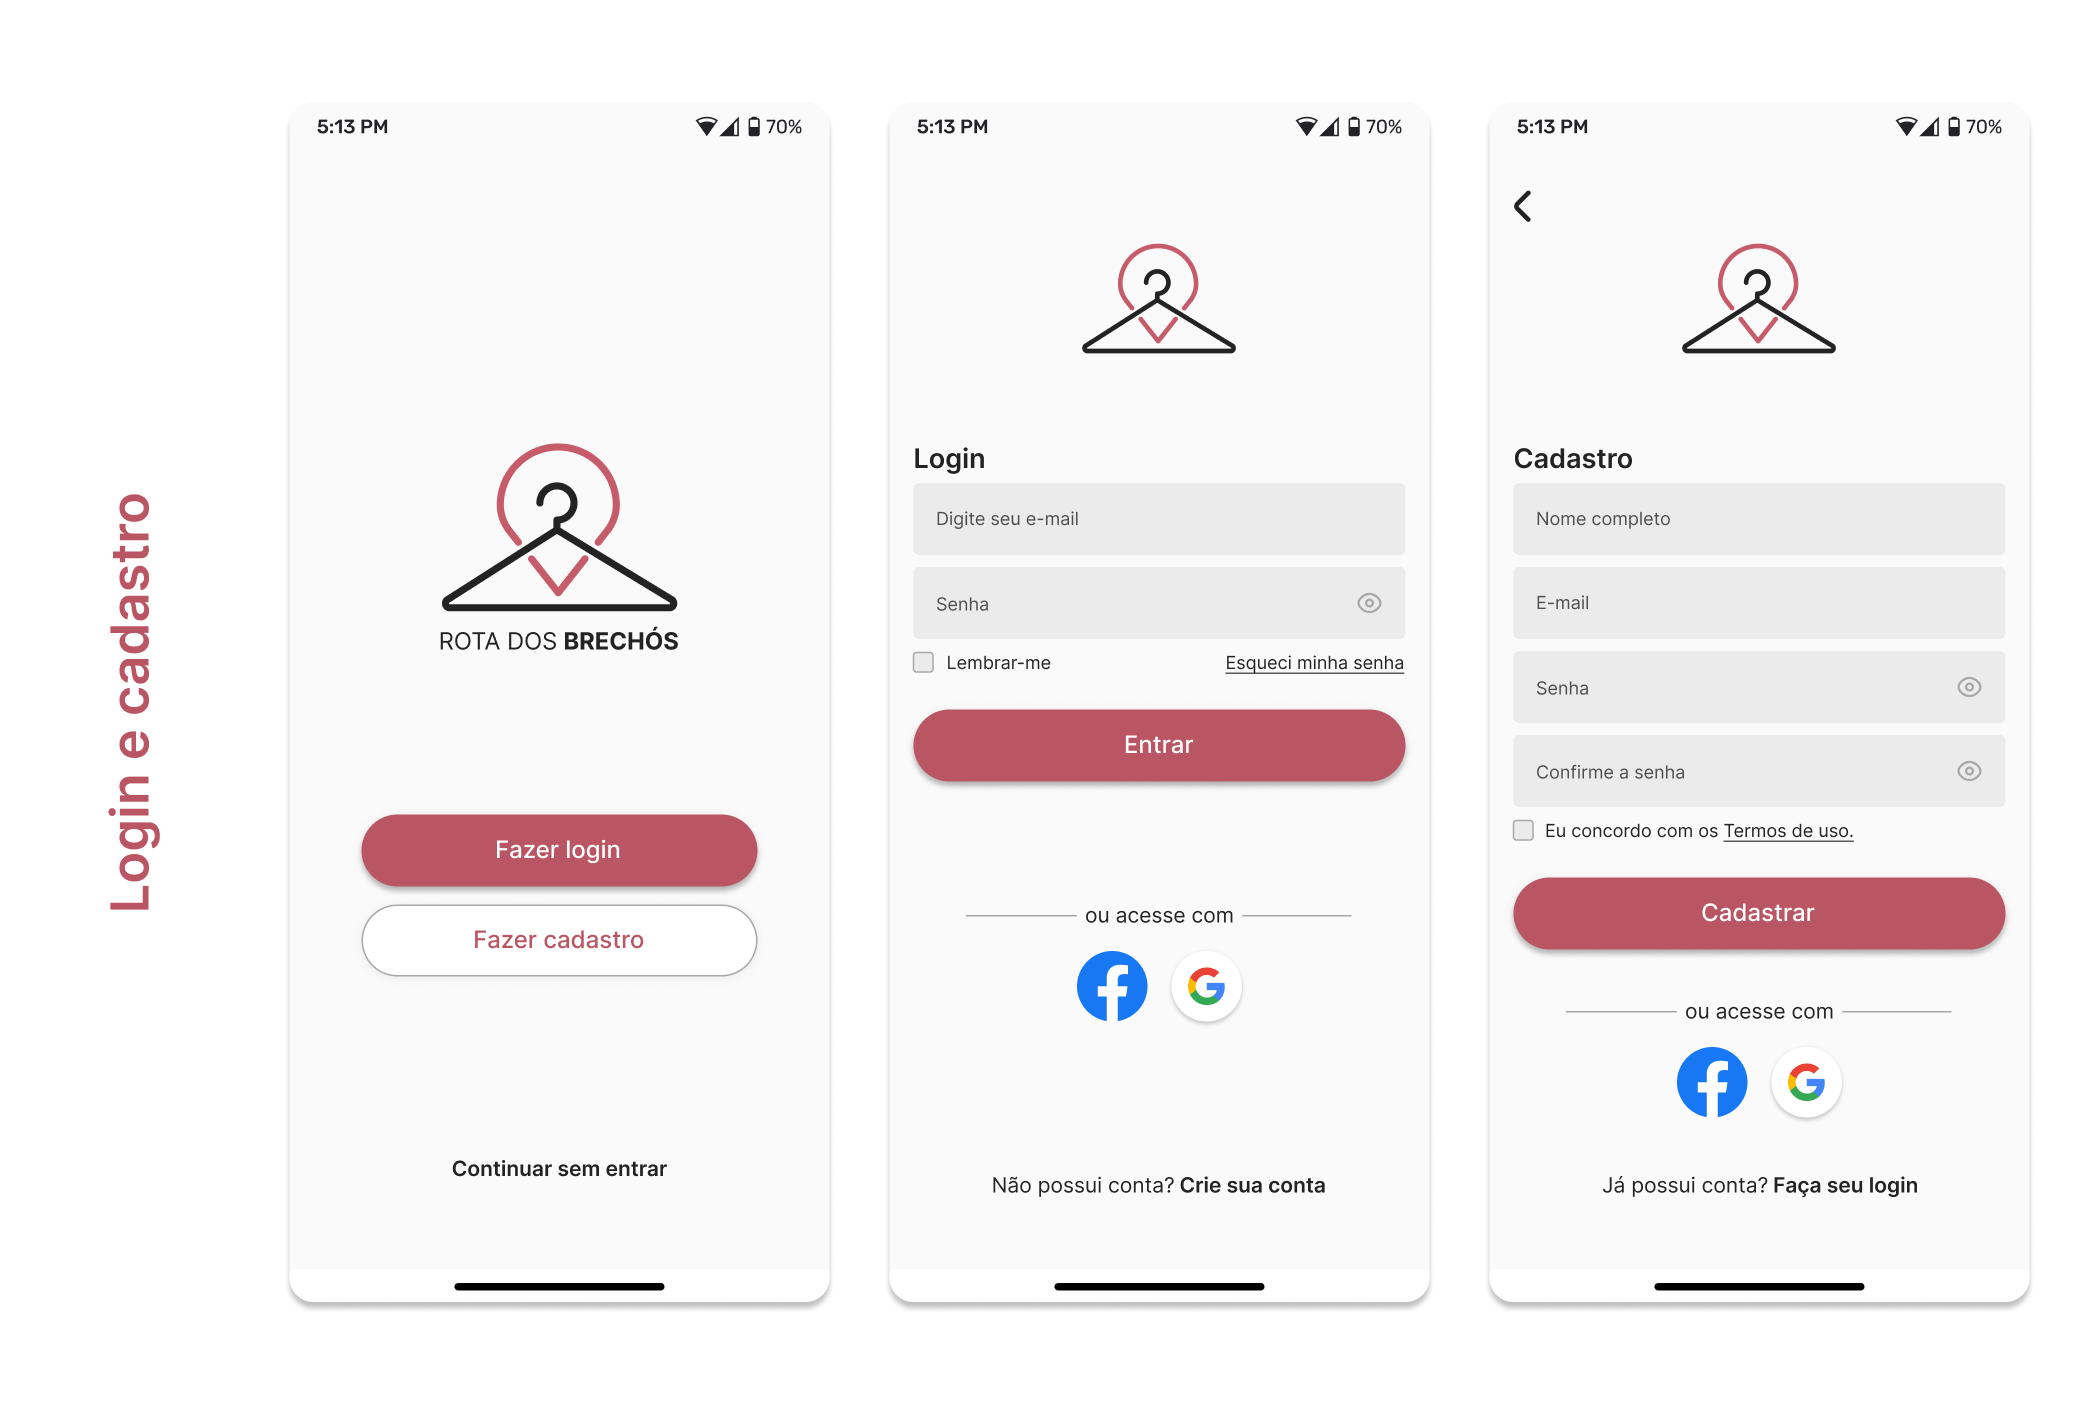 Login e cadastro
5:13 PM
70%
ROTA DOS BRECHÓS
Fazer login
Fazer cadastro
Continuar sem entrar
5:13 PM
70%
Login
Digite seu e-mail
Senha
Lembrar-me
Esqueci minha senha
Entrar
ou acesse com
Não possui conta? Crie sua conta
5:13 PM
70%
Cadastro
Nome completo
E-mail
Senha
Confirme a senha
Eu concordo com os Termos de uso.
Cadastrar
ou acesse com
Já possui conta? Faça seu login